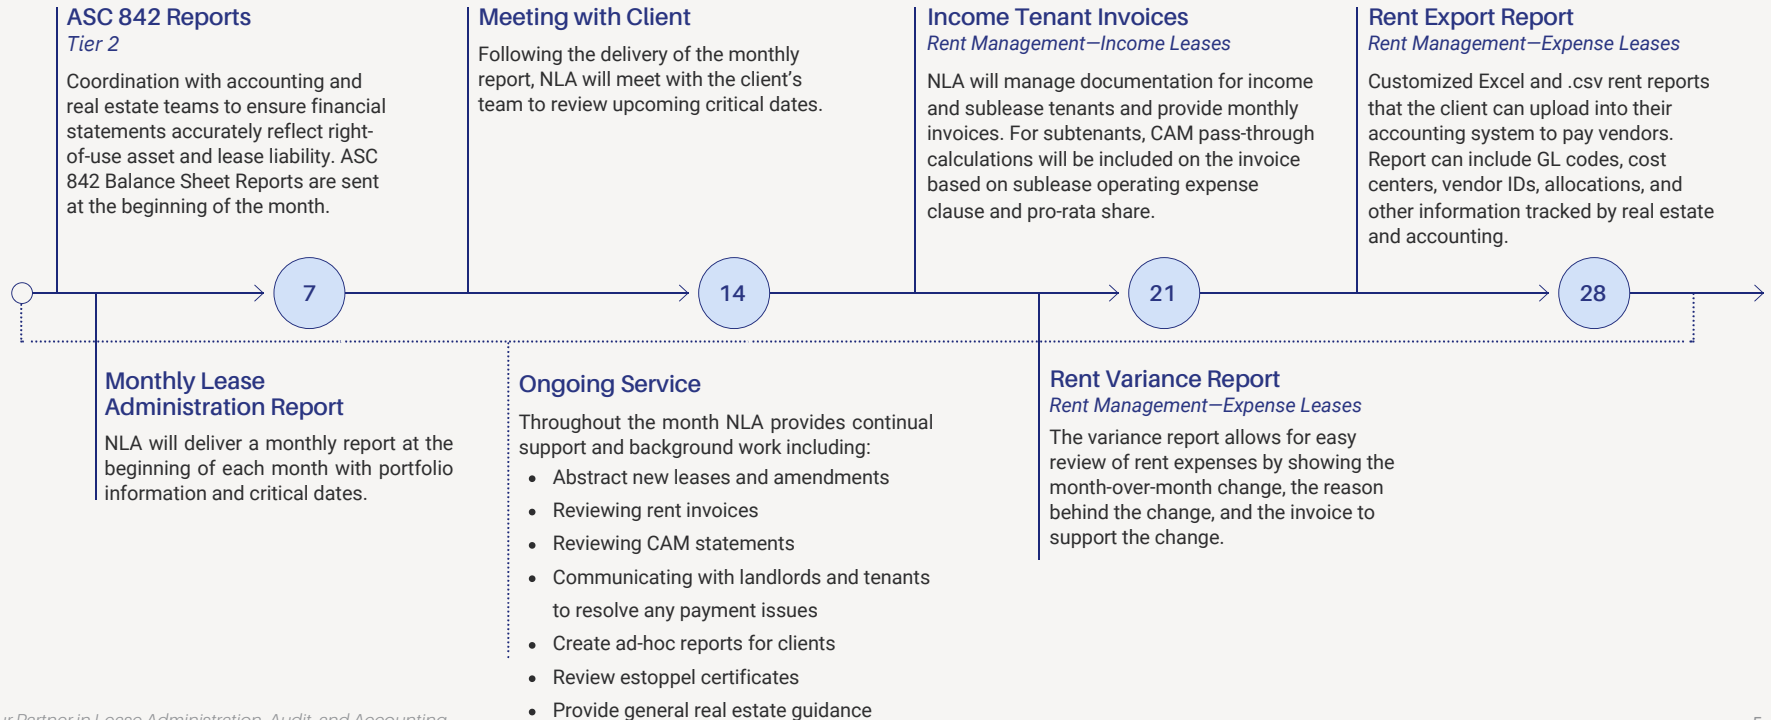 ASC 842 Reports
Tier 2
Coordination with accounting and
real estate teams to ensure financial
statements accurately reflect right-
of-use asset and lease liability. ASC
842 Balance Sheet Reports are sent
at the beginning of the month.
Meeting with Client
Following the delivery of the monthly
report, NLA will meet with the client's
team to review upcoming critical dates.
Income Tenant Invoices
Rent Management—Income Leases
NLA will manage documentation for income
and sublease tenants and provide monthly
invoices. For subtenants, CAM pass-through
calculations will be included on the invoice
based on sublease operating expense
clause and pro-rata share.
Rent Export Report
Rent Management—Expense Leases
Customized Excel and .csv rent reports
that the client can upload into their
accounting system to pay vendors.
Report can include GL codes, cost
centers, vendor IDs, allocations, and
other information tracked by real estate
and accounting.
7
14
21
28
Monthly Lease
Administration Report
NLA will deliver a monthly report at the
beginning of each month with portfolio
information and critical dates.
Ongoing Service
Throughout the month NLA provides continual
support and background work including:
• Abstract new leases and amendments
• Reviewing rent invoices
• Reviewing CAM statements
• Communicating with landlords and tenants
to resolve any payment issues
• Create ad-hoc reports for clients
• Review estoppel certificates
• Provide general real estate guidance
Rent Variance Report
Rent Management—Expense Leases
The variance report allows for easy
review of rent expenses by showing the
month-over-month change, the reason
behind the change, and the invoice to
support the change.
Partner in Lease Administration, Audit, and Accounting